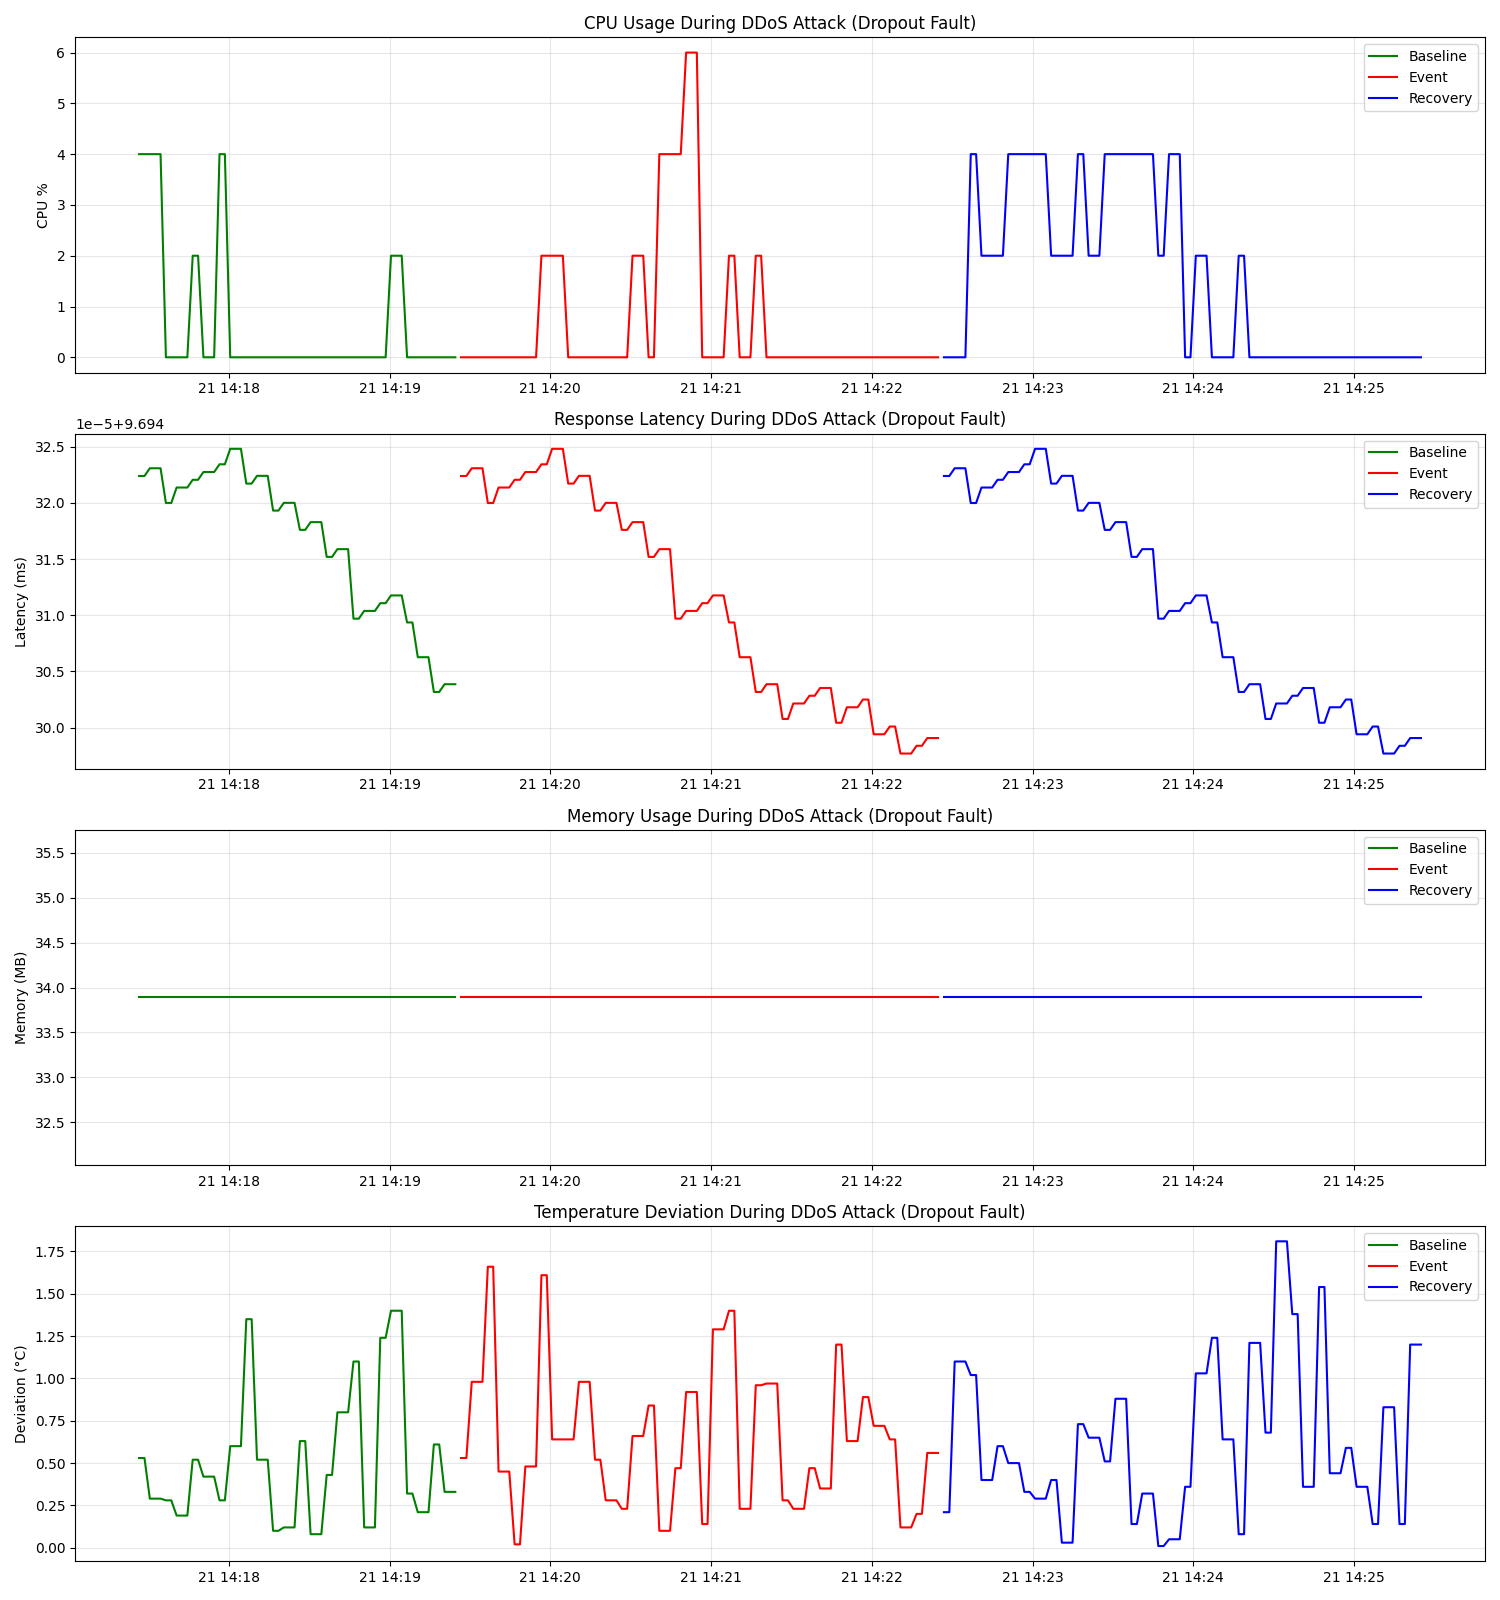 CPU Usage During DDoS Attack (Dropout Fault)
CPU %
6
5
4
3
2
1
0
Baseline
Event
Recovery
21 14:18 21 14:19 21 14:20 21 14:21 21 14:22 21 14:23 21 14:24 21 14:25
Response Latency During DDoS Attack (Dropout Fault)
1e−5+9.694
Latency (ms)
32.5
32.0
31.5
31.0
30.5
30.0
Baseline
Event
Recovery
21 14:18 21 14:19 21 14:20 21 14:21 21 14:22 21 14:23 21 14:24 21 14:25
Memory Usage During DDoS Attack (Dropout Fault)
Memory (MB)
35.5
35.0
34.5
34.0
33.5
33.0
32.5
Baseline
Event
Recovery
21 14:18 21 14:19 21 14:20 21 14:21 21 14:22 21 14:23 21 14:24 21 14:25
Temperature Deviation During DDoS Attack (Dropout Fault)
Deviation (°C)
1.75
1.50
1.25
1.00
0.75
0.50
0.25
0.00
Baseline
Event
Recovery
21 14:18 21 14:19 21 14:20 21 14:21 21 14:22 21 14:23 21 14:24 21 14:25